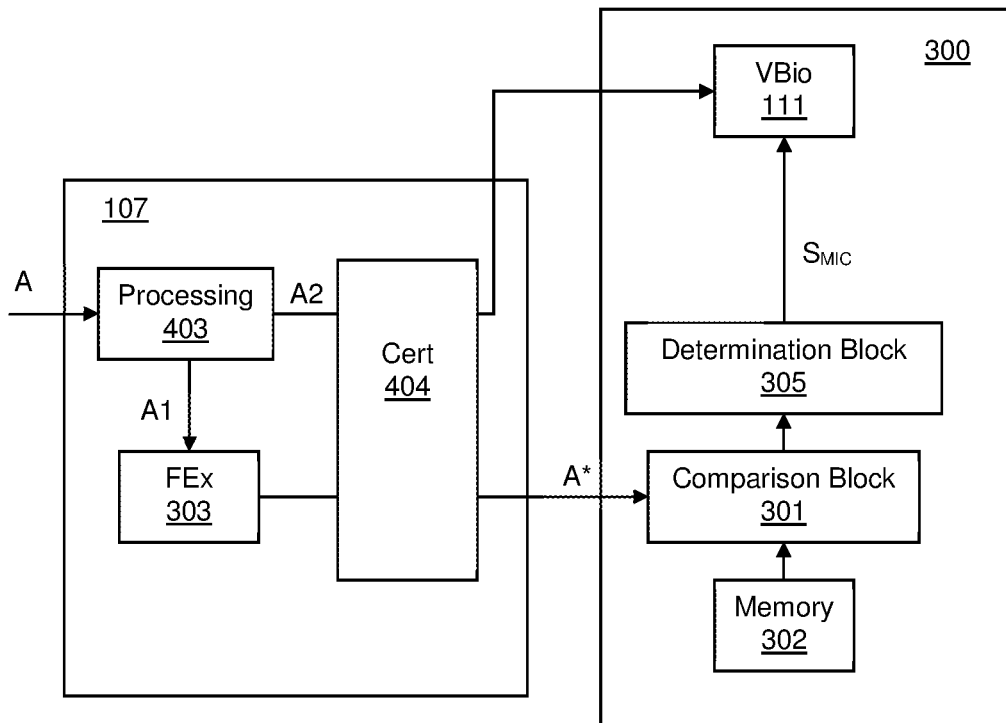 300
VBio
111
107
A
Processing
403
A2
S_MIC
Cert
404
Determination Block
305
A1
FEx
303
A*
Comparison Block
301
Memory
302